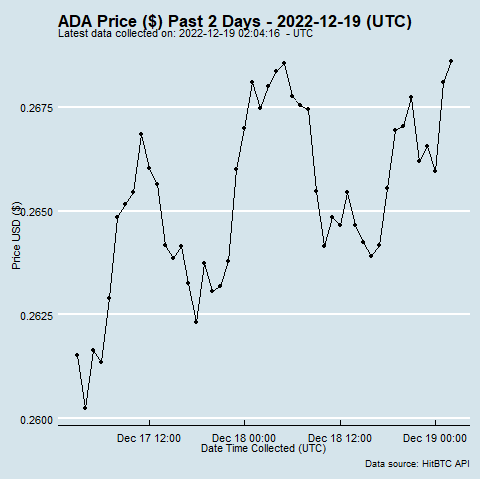 ADA Price ($) Past 2 Days - 2022-12-19 (UTC)
Latest data collected on: 2022-12-19 02:04:16  - UTC
Price USD ($)
0.2675
0.2650
0.2625
0.2600
Dec 17 12:00 Dec 18 00:00 Dec 18 12:00 Dec 19 00:00
Date Time Collected (UTC)
Data source: HitBTC API